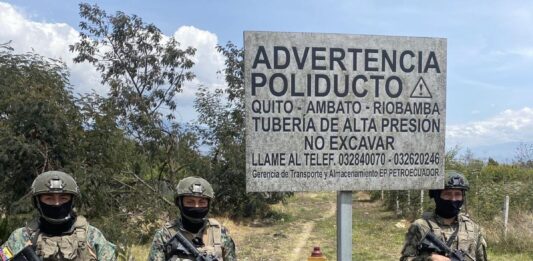 ADVERTENCIA
POLIDUCTO
QUITO - AMBATO - RIOBAMBA
TUBERÍA DE ALTA PRESIÓN
NO EXCAVAR
LLAME AL TELEF. 032840070 - 032620246
Gerencia de Transporte y Almacenamiento EP PETROECUADOR